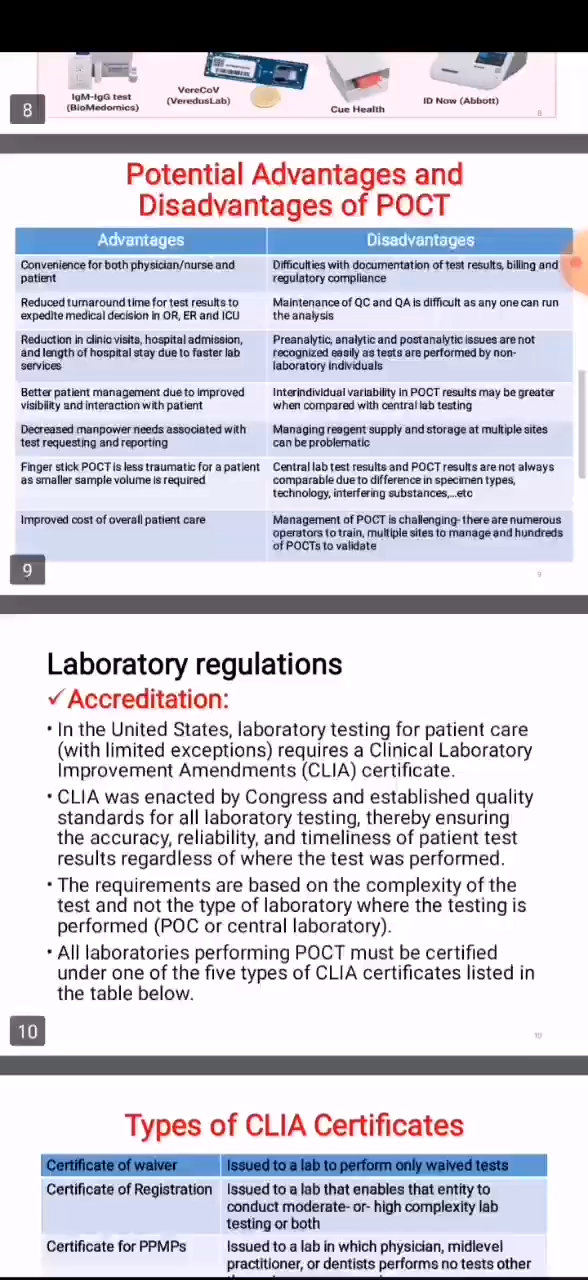 IgM-IgG test
(BioMedomics)
VereCoV
(VeredusLab)
Cue Health
ID Now (Abbott)
8
8
Potential Advantages and
Disadvantages of POCT
Advantages
Disadvantages
Convenience for both physician/nurse and
patient
Difficulties with documentation of test results, billing and
regulatory compliance
Reduced turnaround time for test results to
expedite medical decision in OR, ER and ICU
Maintenance of QC and QA is difficult as any one can run
the analysis
Reduction in clinic visits, hospital admission,
and length of hospital stay due to faster lab
services
Preanalytic, analytic and postanalytic issues are not
recognized easily as tests are performed by non-
laboratory individuals
Better patient management due to improved
visibility and interaction with patient
Interindividual variability in POCT results may be greater
when compared with central lab testing
Decreased manpower needs associated with
test requesting and reporting
Managing reagent supply and storage at multiple sites
can be problematic
Finger stick POCT is less traumatic for a patient
as smaller sample volume is required
Central lab test results and POCT results are not always
comparable due to difference in specimen types,
technology, interfering substances,...etc
Improved cost of overall patient care
Management of POCT is challenging- there are numerous
operators to train, multiple sites to manage and hundreds
of POCTs to validate
9
9
Laboratory regulations
✓Accreditation:
• In the United States, laboratory testing for patient care
(with limited exceptions) requires a Clinical Laboratory
Improvement Amendments (CLIA) certificate.
• CLIA was enacted by Congress and established quality
standards for all laboratory testing, thereby ensuring
the accuracy, reliability, and timeliness of patient test
results regardless of where the test was performed.
• The requirements are based on the complexity of the
test and not the type of laboratory where the testing is
performed (POC or central laboratory).
• All laboratories performing POCT must be certified
under one of the five types of CLIA certificates listed in
the table below.
10
10
Types of CLIA Certificates
Certificate of waiver
Issued to a lab to perform only waived tests
Certificate of Registration
Issued to a lab that enables that entity to
conduct moderate- or- high complexity lab
testing or both
Certificate for PPMPs
Issued to a lab in which physician, midlevel
practitioner, or dentists performs no tests other